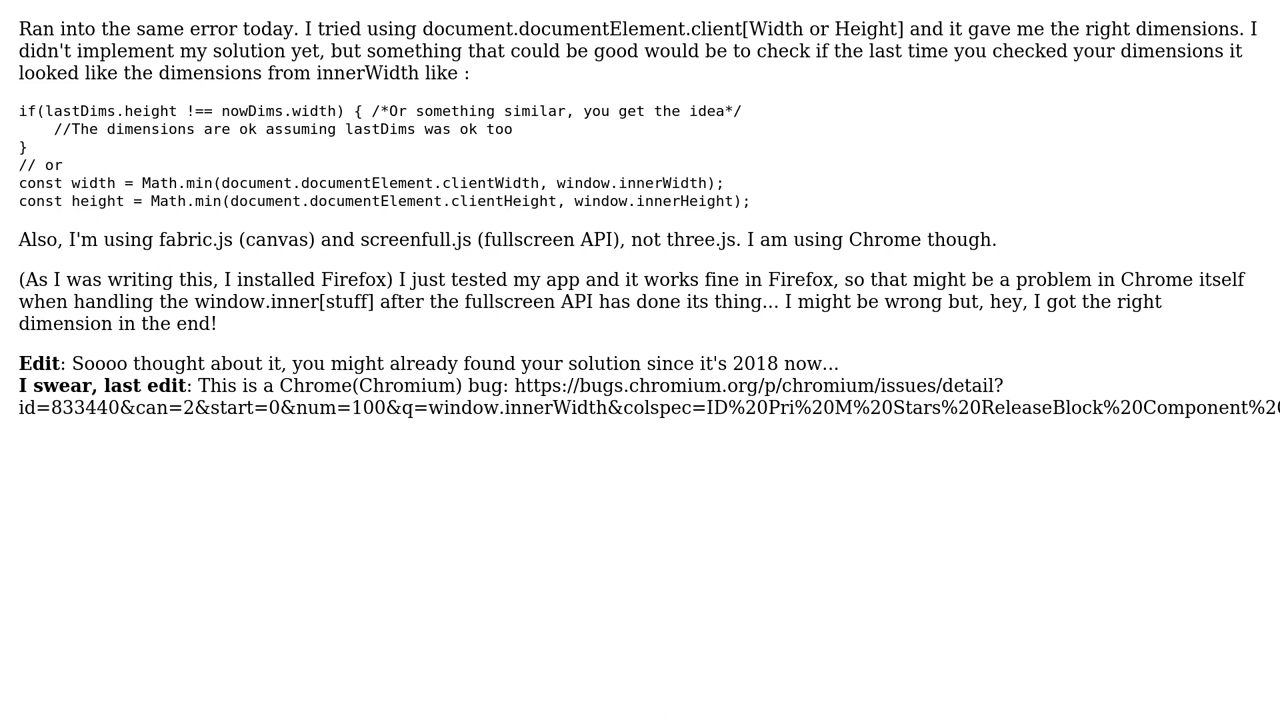 Ran into the same error today. I tried using document.documentElement.client[Width or Height] and it gave me the right dimensions. I
didn't implement my solution yet, but something that could be good would be to check if the last time you checked your dimensions it
looked like the dimensions from innerWidth like :
if(lastDims.height !== nowDims.width) { /*Or something similar, you get the idea*/
    //The dimensions are ok assuming lastDims was ok too
}
// or
const width = Math.min(document.documentElement.clientWidth, window.innerWidth);
const height = Math.min(document.documentElement.clientHeight, window.innerHeight);
Also, I'm using fabric.js (canvas) and screenfull.js (fullscreen API), not three.js. I am using Chrome though.
(As I was writing this, I installed Firefox) I just tested my app and it works fine in Firefox, so that might be a problem in Chrome itself
when handling the window.inner[stuff] after the fullscreen API has done its thing... I might be wrong but, hey, I got the right
dimension in the end!
Edit: Soooo thought about it, you might already found your solution since it's 2018 now...
I swear, last edit: This is a Chrome(Chromium) bug: https://bugs.chromium.org/p/chromium/issues/detail?
id=833440&can=2&start=0&num=100&q=window.innerWidth&colspec=ID%20Pri%20M%20Stars%20ReleaseBlock%20Component%2